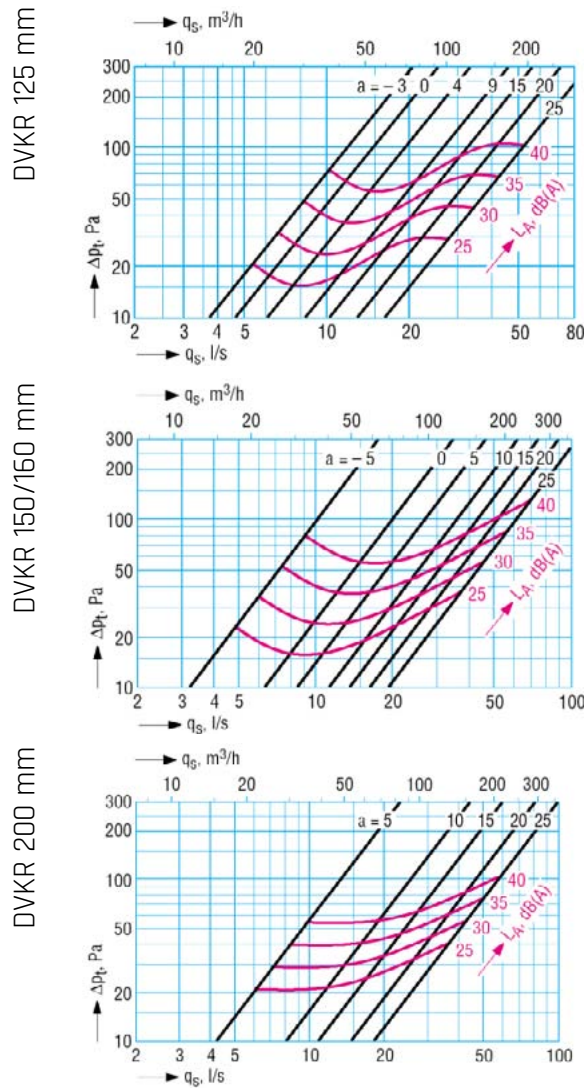 DVKR 125 mm
qs, m³/h
10 20 50 100 200
300
200
100
50
20
10
Δpt, Pa
a = – 3 0 4 9 15 20
25
40
35
30
25
LA, dB(A)
2 3 4 5 10 20 50 80
qs, l/s
DVKR 150/160 mm
qs, m³/h
10 20 50 100 200 300
300
200
100
50
20
10
Δpt, Pa
a = – 5 0 5 10 15 20
25
40
35
30
25
LA, dB(A)
2 3 4 5 10 20 50 100
qs, l/s
DVKR 200 mm
qs, m³/h
10 20 50 100 200 300
300
200
100
50
20
10
Δpt, Pa
a = 5 10 15 20 25
40
35
30
25
LA, dB(A)
2 3 4 5 10 20 50 100
qs, l/s